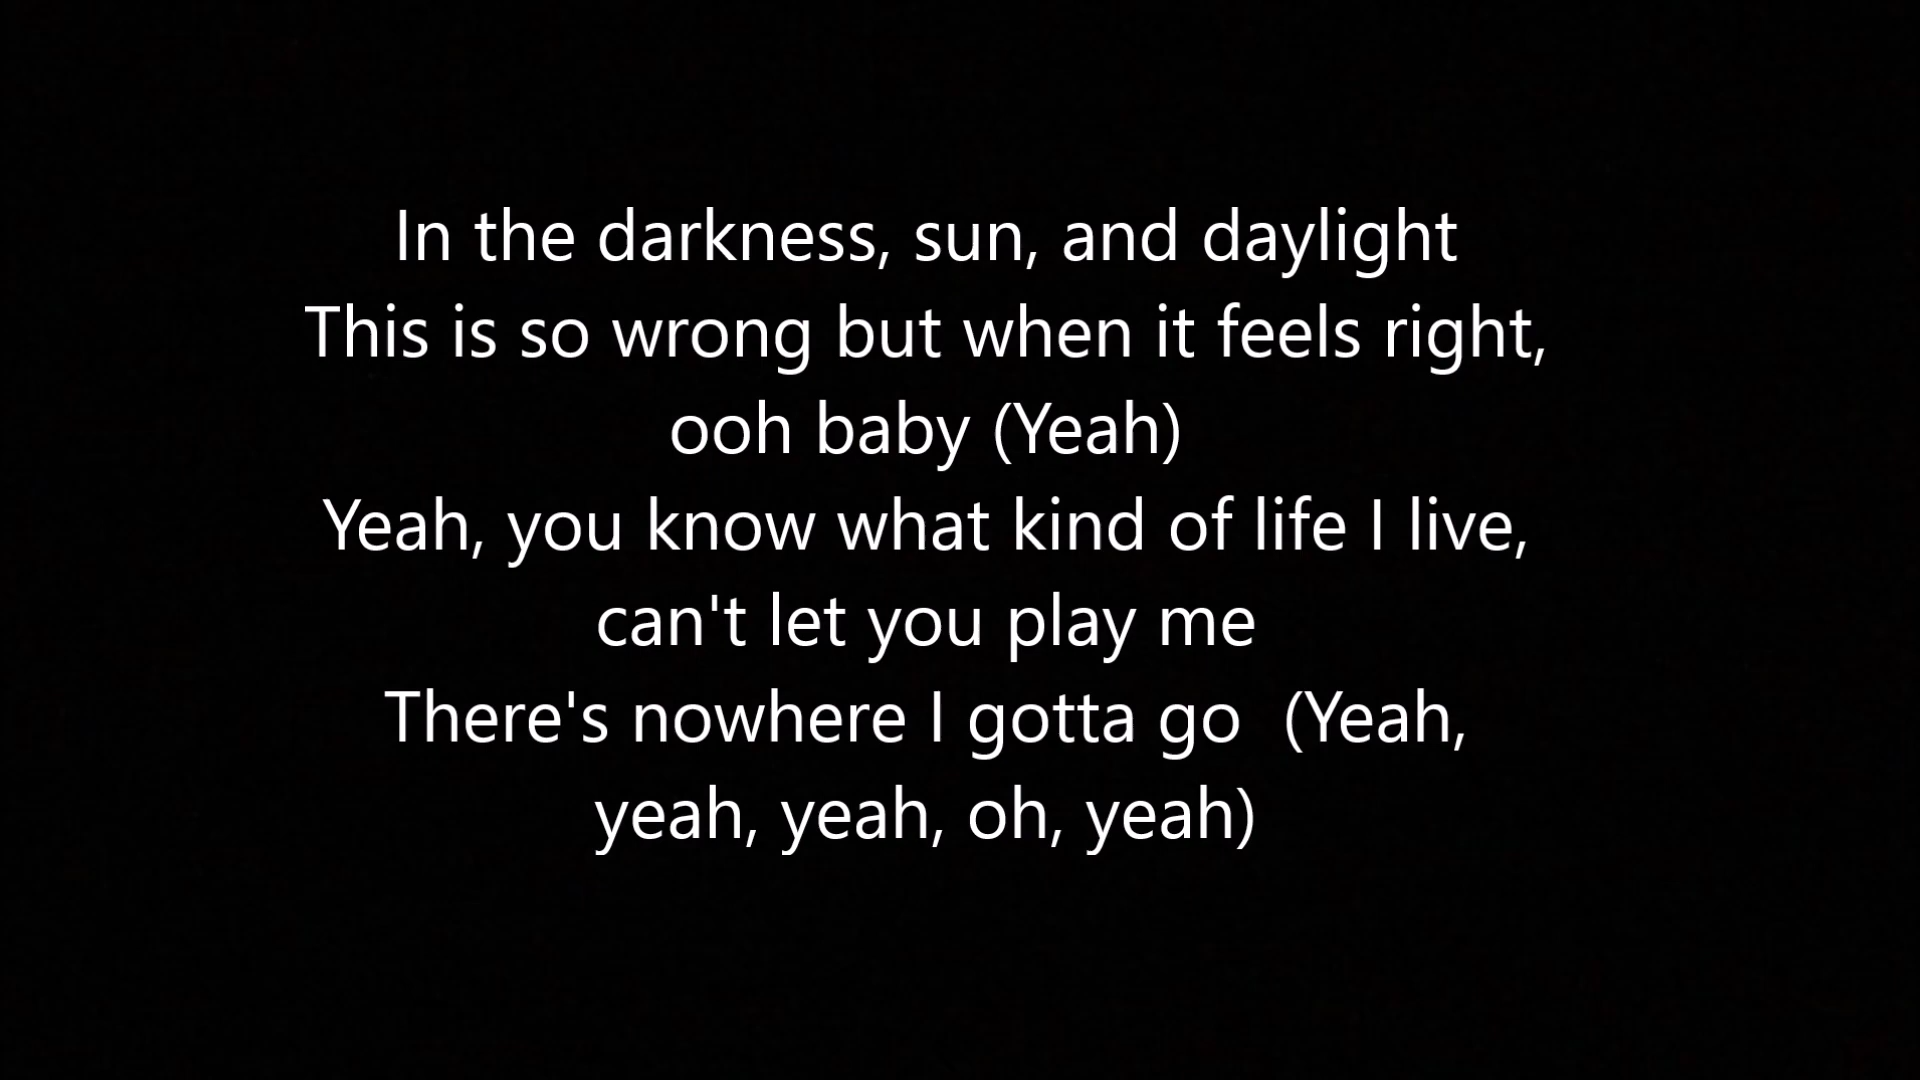 In the darkness, sun, and daylight
This is so wrong but when it feels right,
ooh baby (Yeah)
Yeah, you know what kind of life I live,
can't let you play me
There's nowhere I gotta go  (Yeah,
yeah, yeah, oh, yeah)